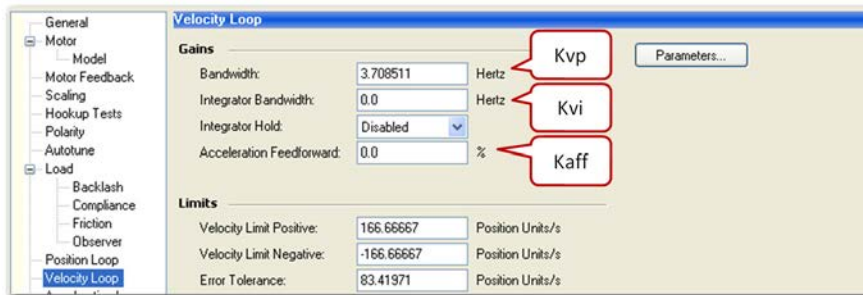 General
Motor
Model
Motor Feedback
Scaling
Hookup Tests
Polarity
Autotune
Load
Backlash
Compliance
Friction
Observer
Position Loop
Velocity Loop
Velocity Loop
Gains
Bandwidth: 3.708511 Hertz
Kvp
Parameters...
Integrator Bandwidth: 0.0 Hertz
Kvi
Integrator Hold: Disabled
Acceleration Feedforward: 0.0 %
Kaff
Limits
Velocity Limit Positive: 166.66667 Position Units/s
Velocity Limit Negative: -166.66667 Position Units/s
Error Tolerance: 83.41971 Position Units/s